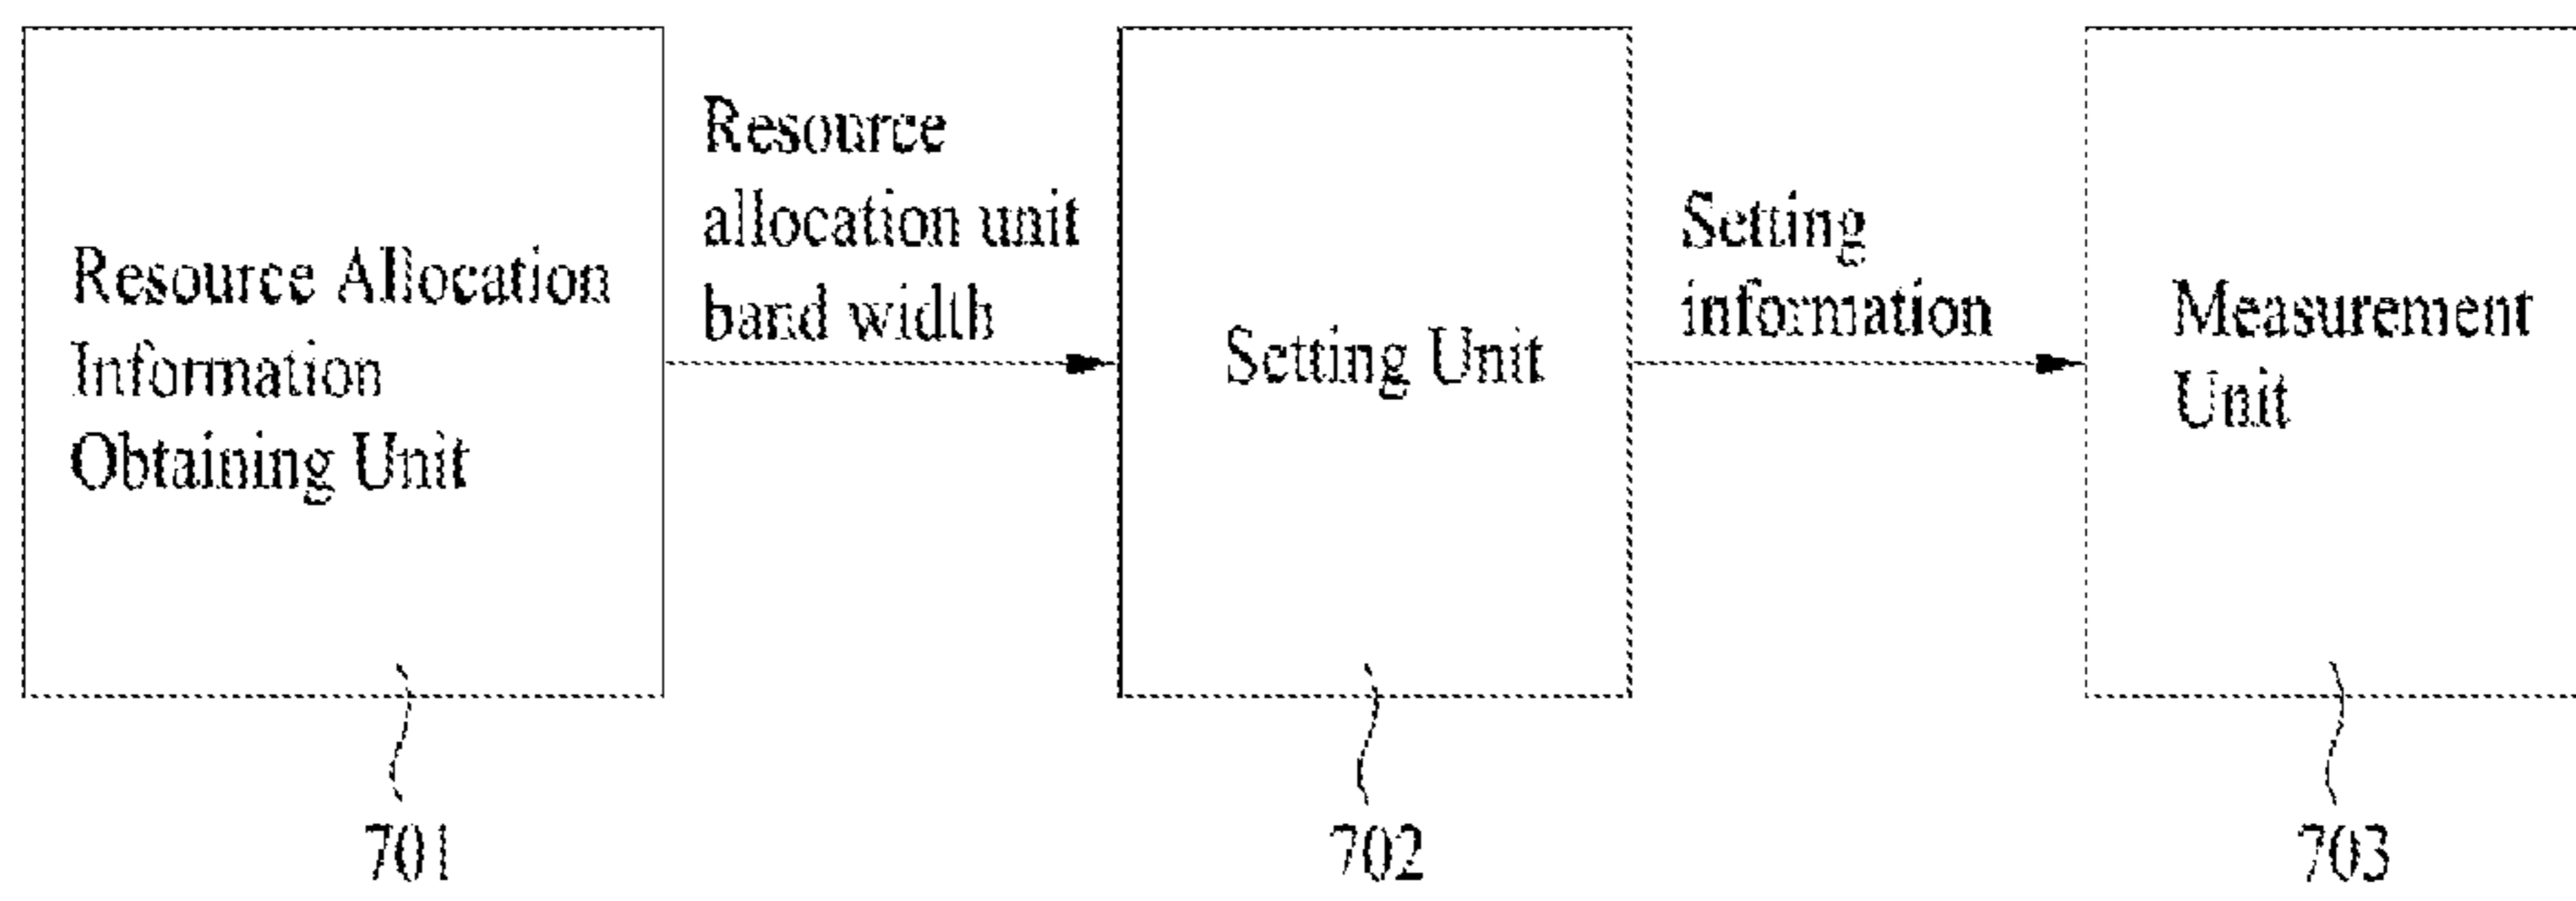 Resource Allocation
Information
Obtaining Unit
Resource
allocation unit
band width
Setting Unit
Setting
information
Measurement
Unit
701
702
703